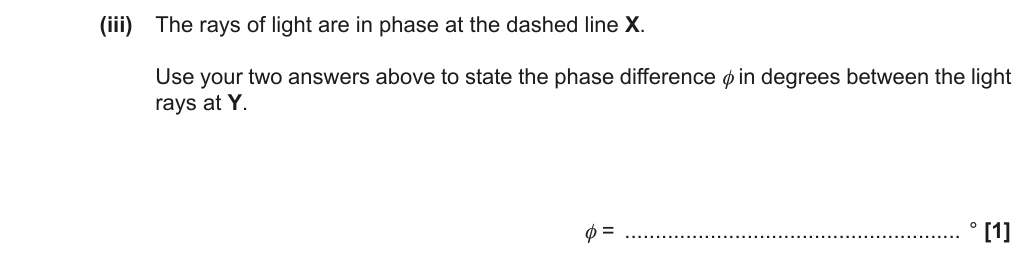 (iii) The rays of light are in phase at the dashed line X.
Use your two answers above to state the phase difference ϕ in degrees between the light
rays at Y.
ϕ = ....................................................... ° [1]